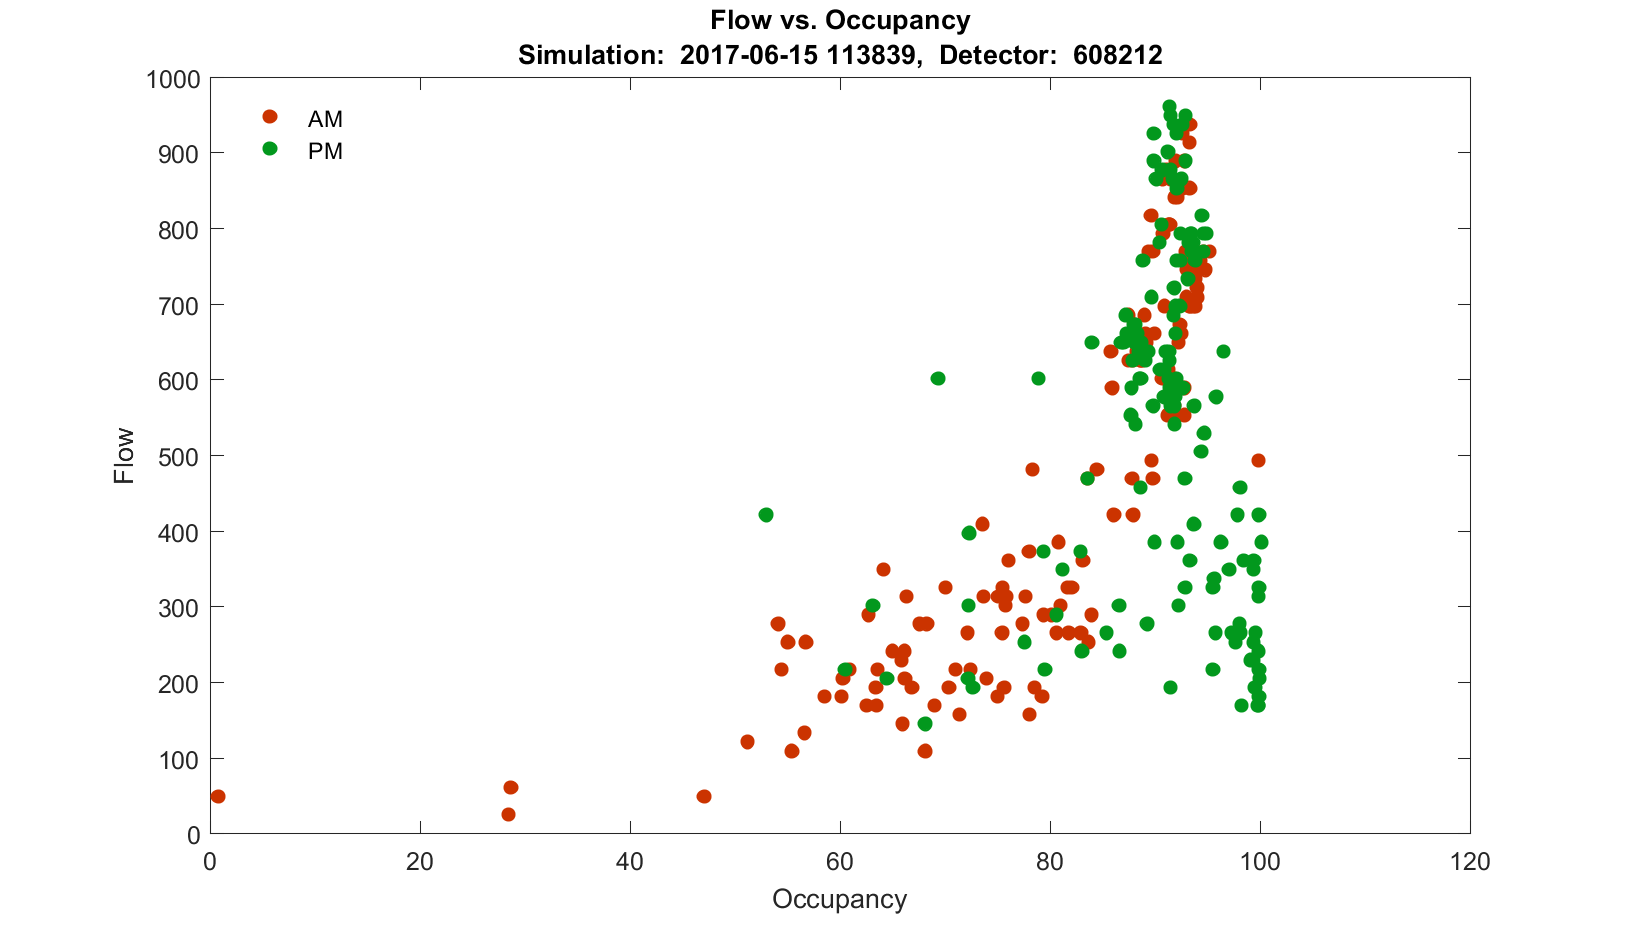 Flow vs. Occupancy
Simulation:  2017-06-15 113839,  Detector:  608212
1000
900
800
700
600
500
400
300
200
100
0
AM
PM
Flow
0 20 40 60 80 100 120
Occupancy